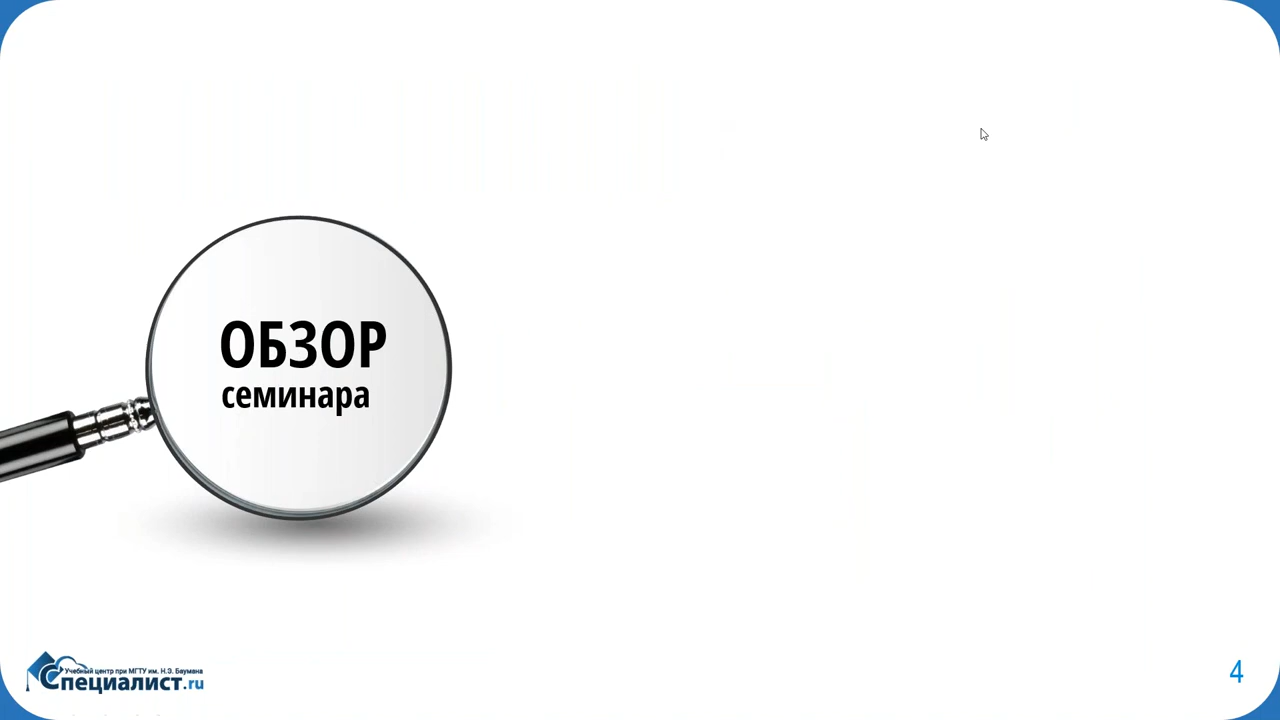 ОБЗОР
семинара
Учебный центр при МГТУ им. Н.Э. Баумана
Специалист.ru
4